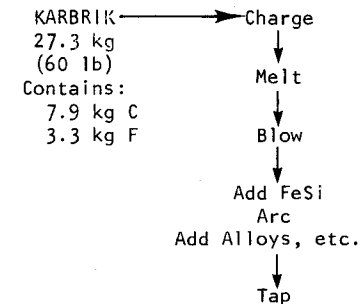 KARBRIK
27.3 kg
(60 lb)
Contains:
7.9 kg C
3.3 kg F
Charge
Melt
Blow
Add FeSi
Arc
Add Alloys, etc.
Tap